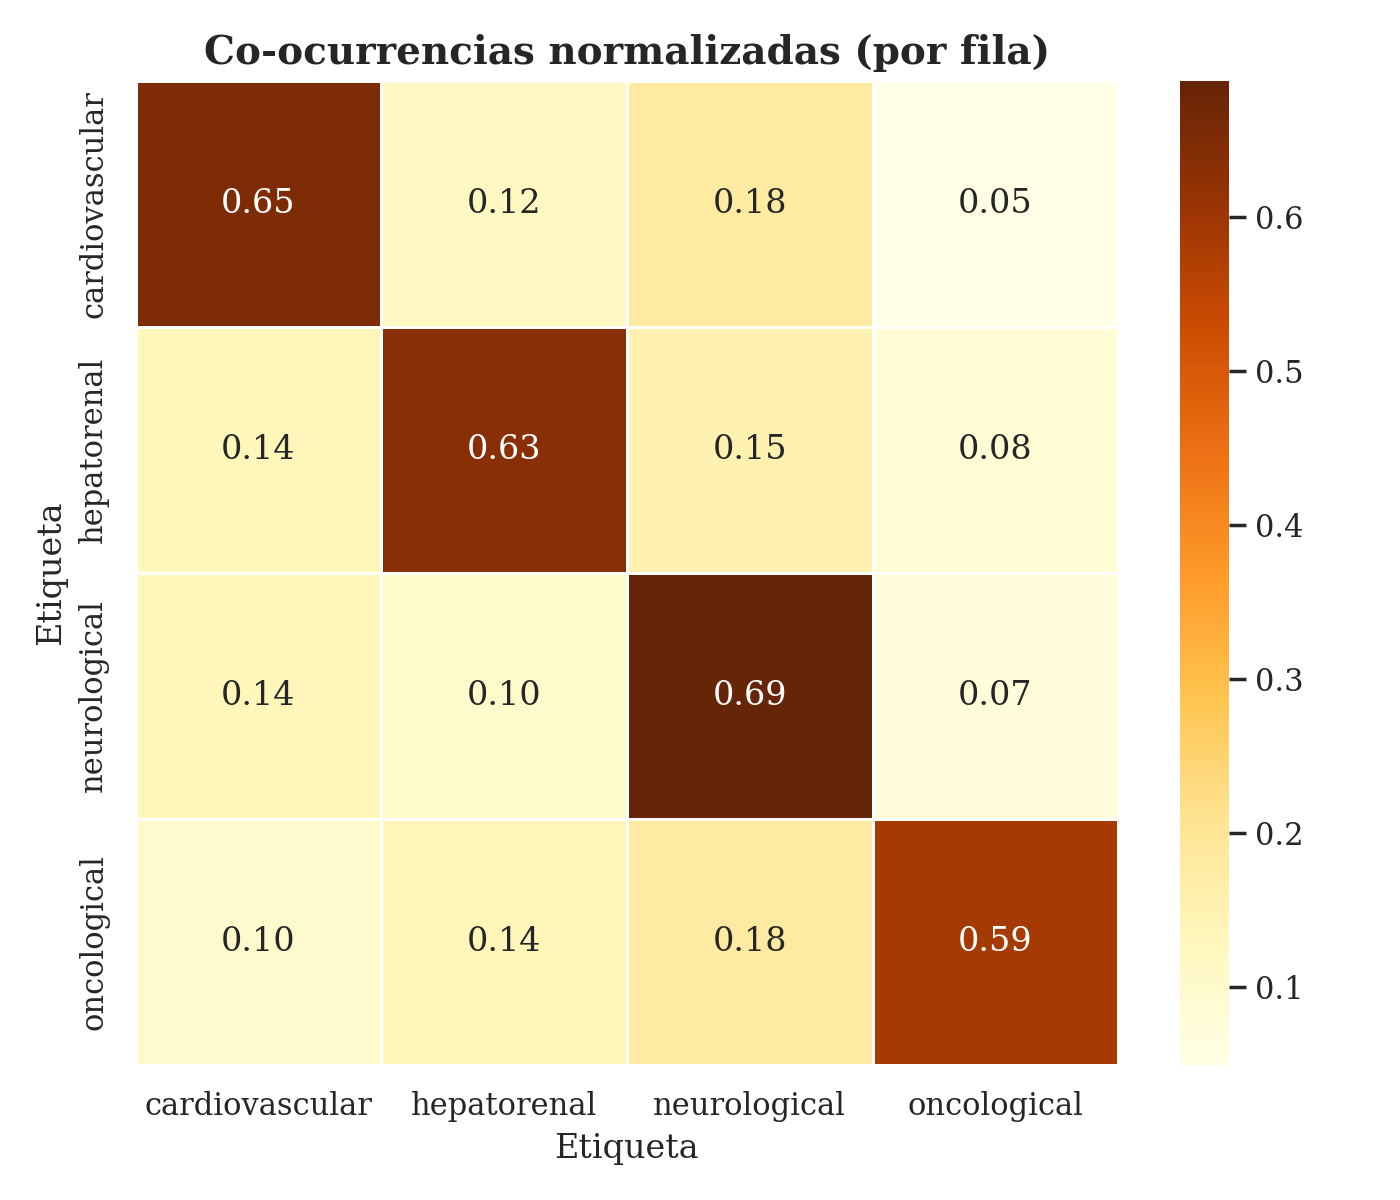 Co-ocurrencias normalizadas (por fila)
Etiqueta
cardiovascular
0.65 0.12 0.18 0.05
hepatorenal
0.14 0.63 0.15 0.08
neurological
0.14 0.10 0.69 0.07
oncological
0.10 0.14 0.18 0.59
cardiovascular hepatorenal neurological oncological
Etiqueta
0.6
0.5
0.4
0.3
0.2
0.1